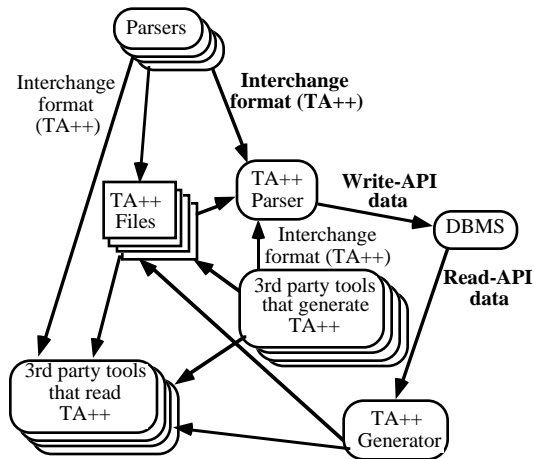 Parsers
Interchange
format
(TA++)
Interchange
format (TA++)
TA++
Files
TA++
Parser
Write-API
data
DBMS
Interchange
format (TA++)
Read-API
data
3rd party tools
that generate
TA++
3rd party tools
that read
TA++
TA++
Generator